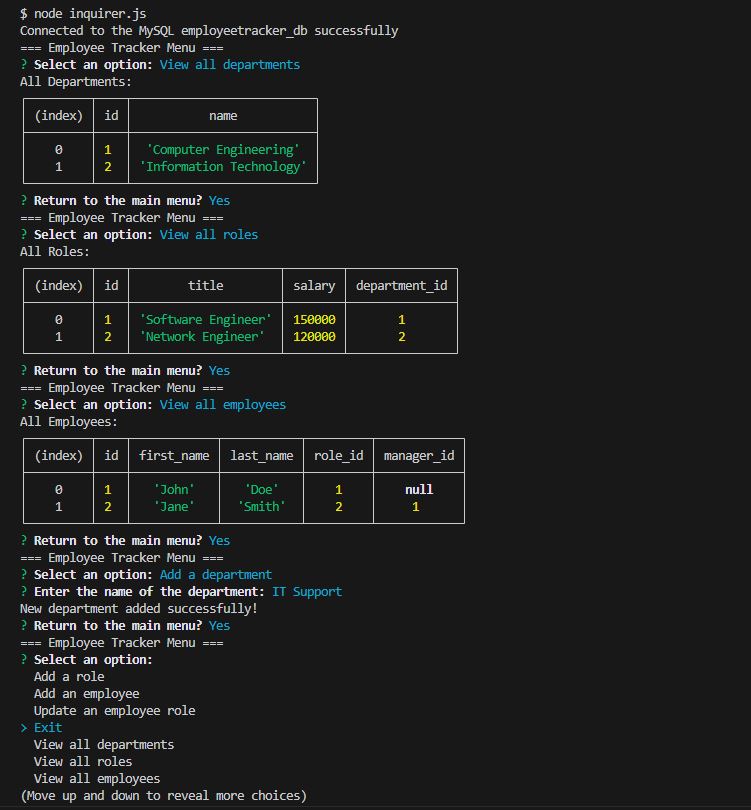 $ node inquirer.js
Connected to the MySQL employeetracker_db successfully
=== Employee Tracker Menu ===
? Select an option: View all departments
All Departments:
(index) id name
0 1 'Computer Engineering'
1 2 'Information Technology'
? Return to the main menu? Yes
=== Employee Tracker Menu ===
? Select an option: View all roles
All Roles:
(index) id title salary department_id
0 1 'Software Engineer' 150000 1
1 2 'Network Engineer' 120000 2
? Return to the main menu? Yes
=== Employee Tracker Menu ===
? Select an option: View all employees
All Employees:
(index) id first_name last_name role_id manager_id
0 1 'John' 'Doe' 1 null
1 2 'Jane' 'Smith' 2 1
? Return to the main menu? Yes
=== Employee Tracker Menu ===
? Select an option: Add a department
? Enter the name of the department: IT Support
New department added successfully!
? Return to the main menu? Yes
=== Employee Tracker Menu ===
? Select an option:
Add a role
Add an employee
Update an employee role
> Exit
View all departments
View all roles
View all employees
(Move up and down to reveal more choices)